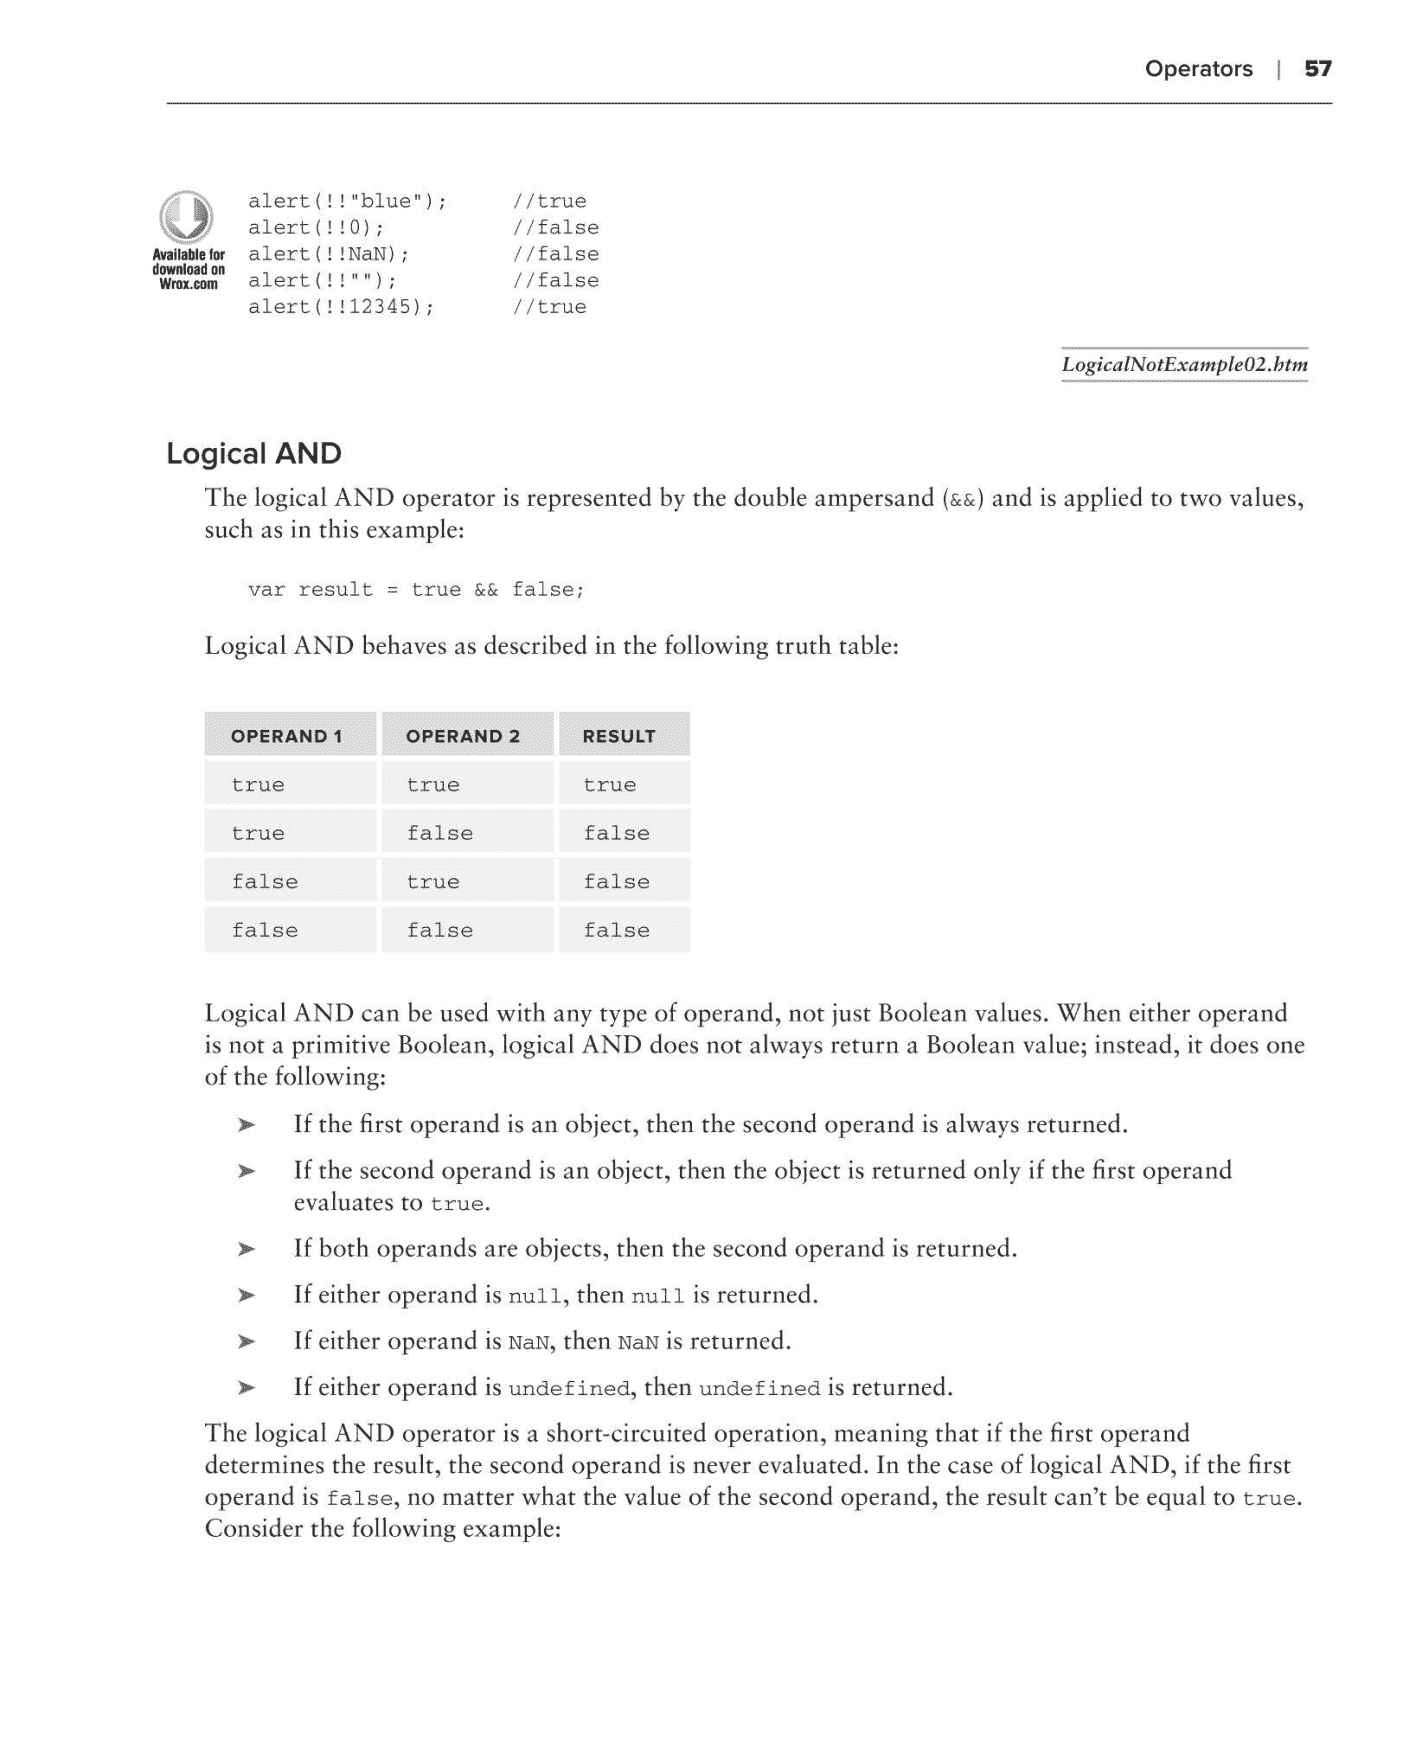 Operators | 57
alert(!!"blue"); //true
alert(!!0); //false
alert(!!NaN); //false
alert(!!""); //false
alert(!!12345); //true
Available for
download on
Wrox.com
LogicalNotExample02.htm
Logical AND
The logical AND operator is represented by the double ampersand (&&) and is applied to two values,
such as in this example:
var result = true && false;
Logical AND behaves as described in the following truth table:
OPERAND 1 OPERAND 2 RESULT
true true true
true false false
false true false
false false false
Logical AND can be used with any type of operand, not just Boolean values. When either operand
is not a primitive Boolean, logical AND does not always return a Boolean value; instead, it does one
of the following:
➤ If the first operand is an object, then the second operand is always returned.
➤ If the second operand is an object, then the object is returned only if the first operand
evaluates to true.
➤ If both operands are objects, then the second operand is returned.
➤ If either operand is null, then null is returned.
➤ If either operand is NaN, then NaN is returned.
➤ If either operand is undefined, then undefined is returned.
The logical AND operator is a short-circuited operation, meaning that if the first operand
determines the result, the second operand is never evaluated. In the case of logical AND, if the first
operand is false, no matter what the value of the second operand, the result can't be equal to true.
Consider the following example: